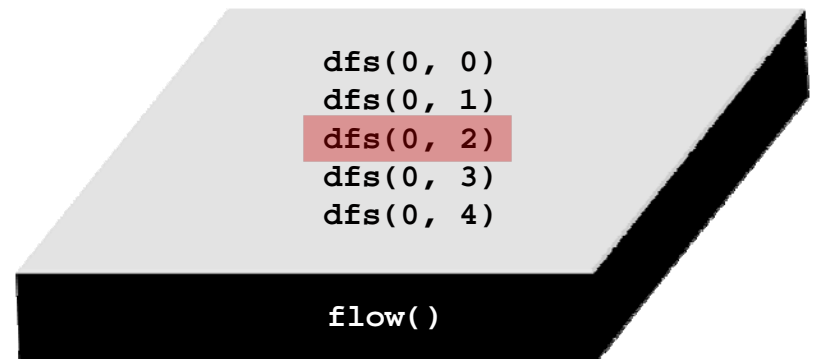 dfs(0, 0)
dfs(0, 1)
dfs(0, 2)
dfs(0, 3)
dfs(0, 4)
flow()